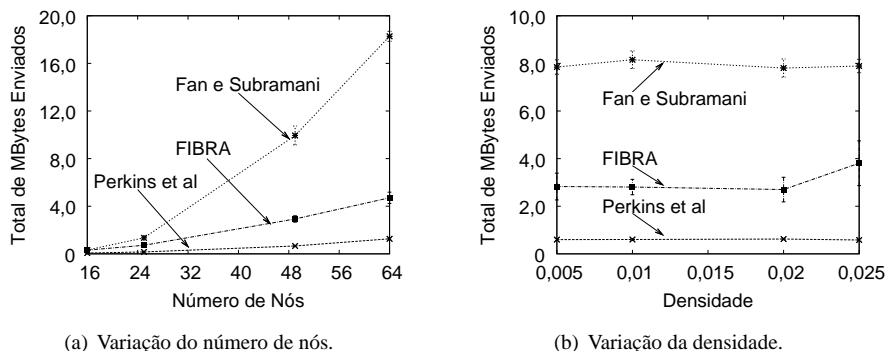 Total de MBytes Enviados
20,0
16,0
12,0
8,0
4,0
0
16
24
32
40
48
56
64
Número de Nós
Fan e Subramani
FIBRA
Perkins et al
(a) Variação do número de nós.
Total de MBytes Enviados
10,0
8,0
6,0
4,0
2,0
0
0,005
0,01
0,015
0,02
0,025
Densidade
Fan e Subramani
FIBRA
Perkins et al
(b) Variação da densidade.